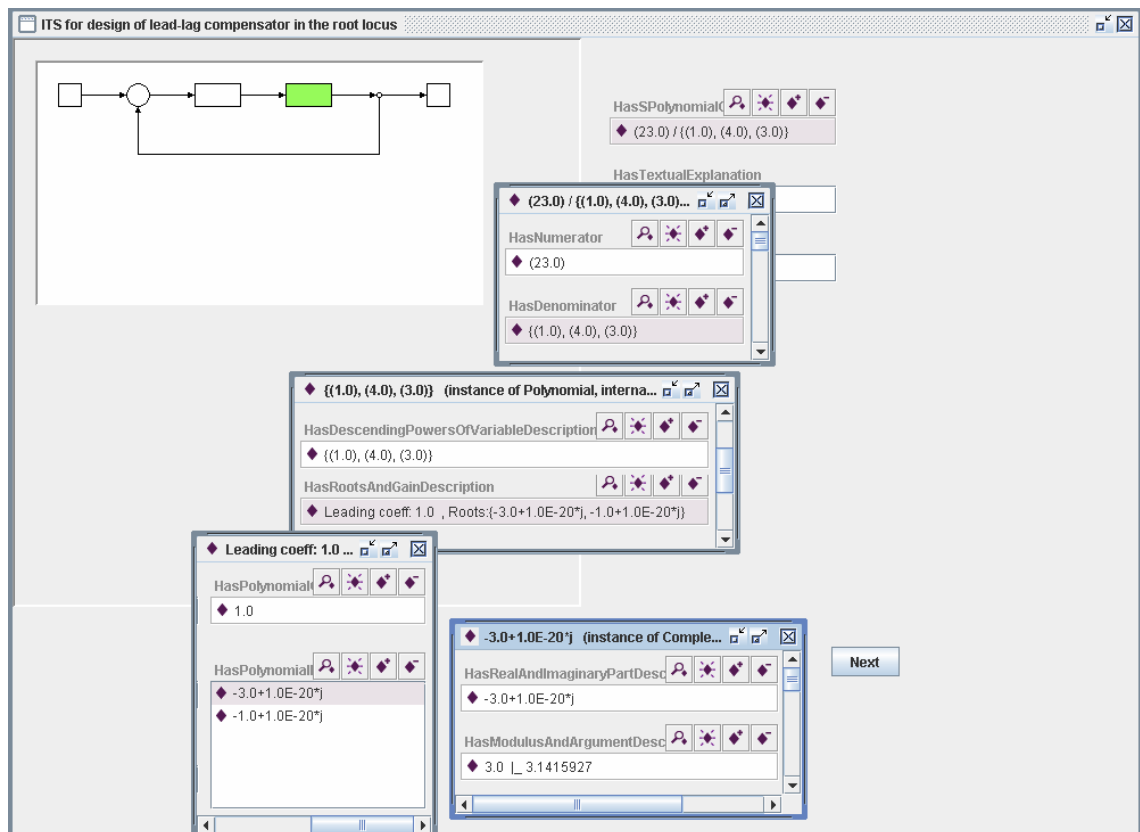 ITS for design of lead-lag compensator in the root locus
HasSPolynomial
(23.0) / {(1.0), (4.0), (3.0)}
HasTextualExplanation
(23.0) / {(1.0), (4.0), (3.0)...
HasNumerator
(23.0)
HasDenominator
{(1.0), (4.0), (3.0)}
{(1.0), (4.0), (3.0)} (instance of Polynomial, interna...
HasDescendingPowersOfVariableDescription
{(1.0), (4.0), (3.0)}
HasRootsAndGainDescription
Leading coeff: 1.0 , Roots:{-3.0+1.0E-20*j, -1.0+1.0E-20*j}
Leading coeff: 1.0 ...
HasPolynomial
1.0
HasPolynomial
-3.0+1.0E-20*j
-1.0+1.0E-20*j
-3.0+1.0E-20*j (instance of Comple...
HasRealAndImaginaryPartDesc
-3.0+1.0E-20*j
HasModulusAndArgumentDesc
3.0 |_ 3.1415927
Next